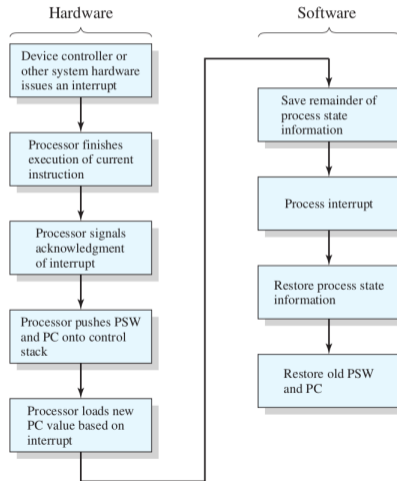 Hardware
Device controller or
other system hardware
issues an interrupt
Processor finishes
execution of current
instruction
Processor signals
acknowledgment
of interrupt
Processor pushes PSW
and PC onto control
stack
Processor loads new
PC value based on
interrupt
Software
Save remainder of
process state
information
Process interrupt
Restore process state
information
Restore old PSW
and PC